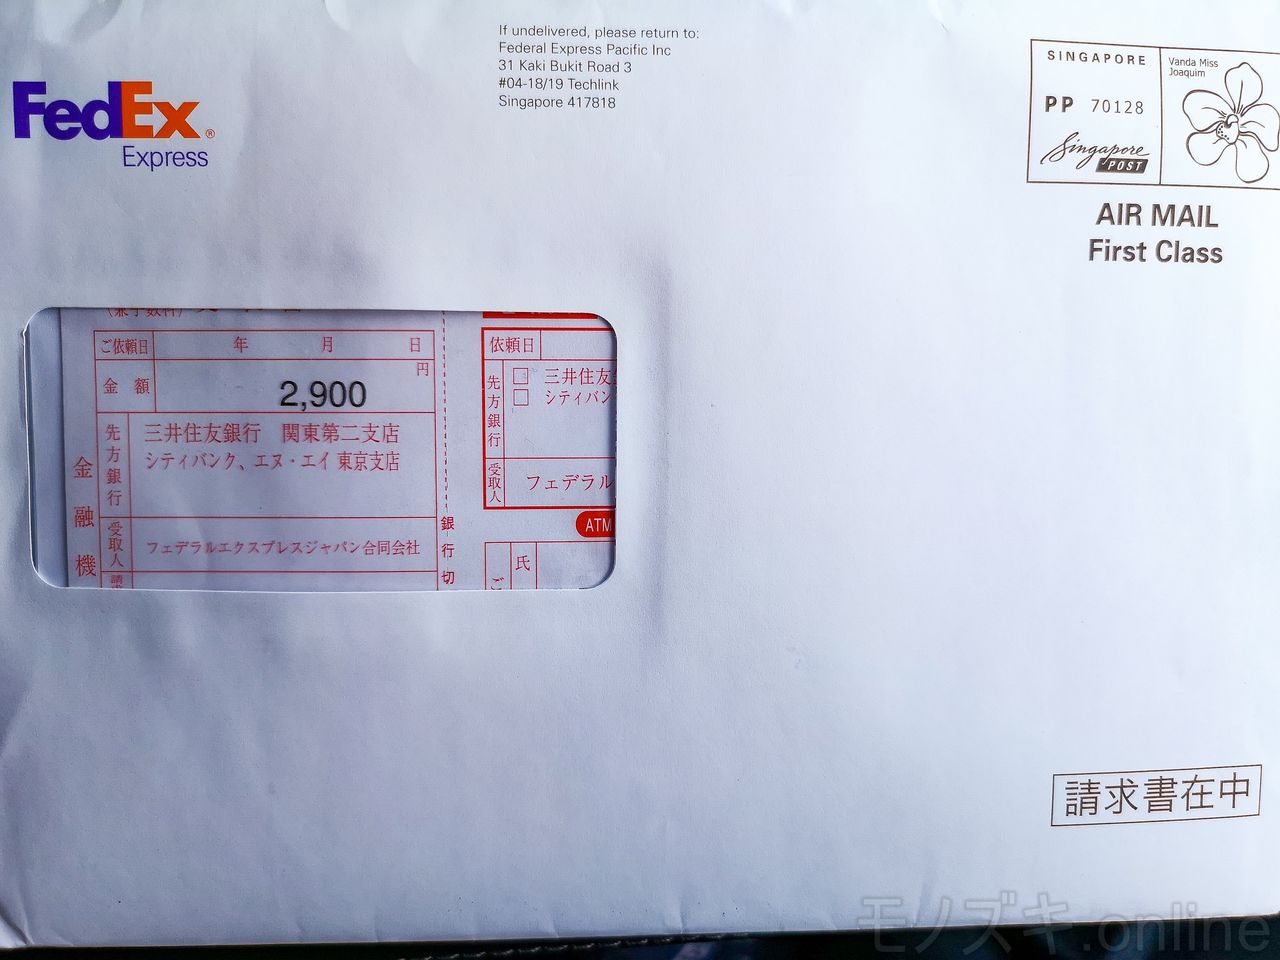 If undelivered, please return to:
Federal Express Pacific Inc
31 Kaki Bukit Road 3
#04-18/19 Techlink
Singapore 417818
FedEx®
Express
SINGAPORE
PP 70128
Singapore
POST
Vanda Miss
Joaquim
AIR MAIL
First Class
ご依頼日 年 月 日
金額 2,900 円
先方銀行
三井住友銀行 関東第二支店
シティバンク、エヌ・エイ 東京支店
受取人
フェデラルエクスプレスジャパン合同会社
金融機
銀行切
依頼日
先方銀行
□ 三井住友
□ シティバン
受取人
フェデラル
ATM
氏
ご
請求書在中
モノズキ.online